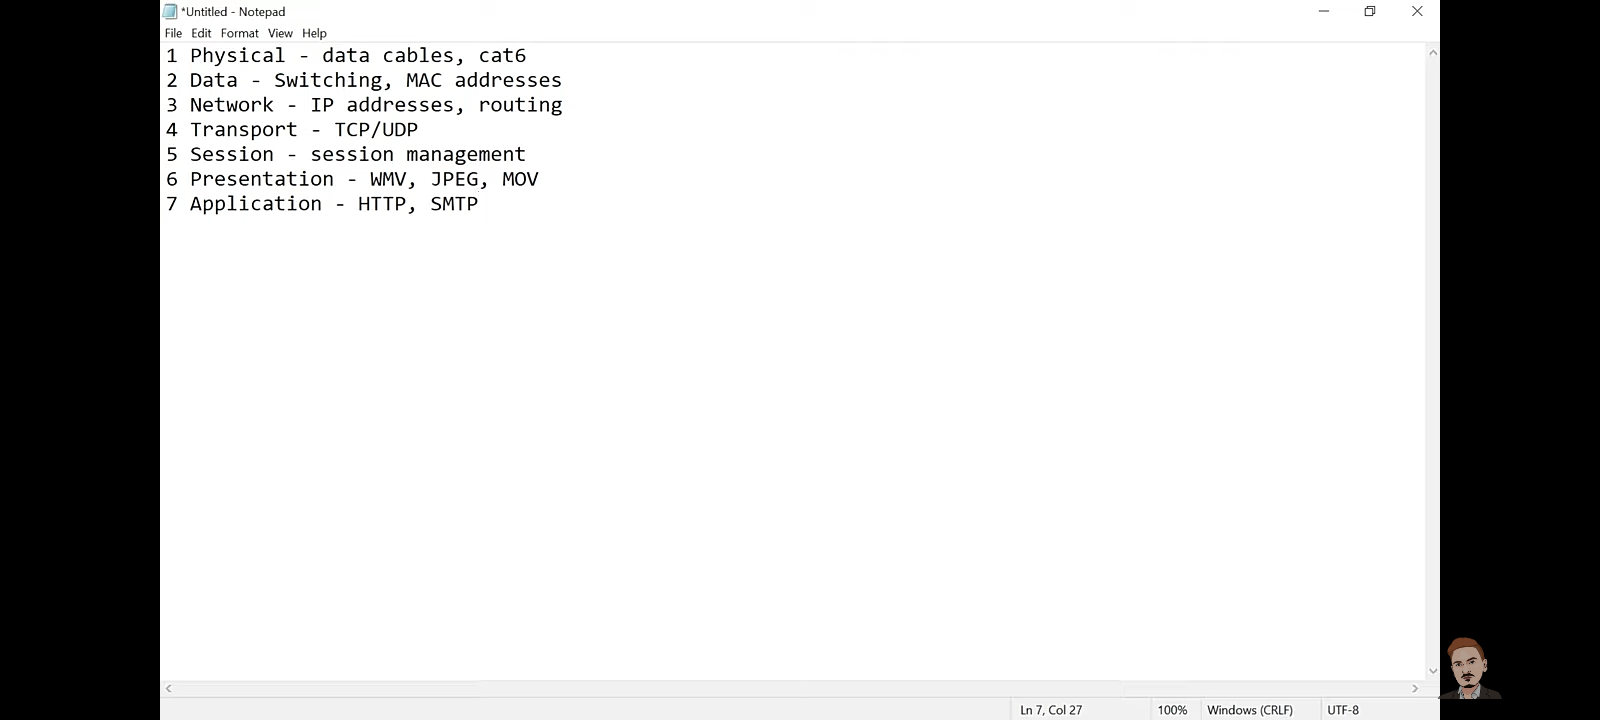 *Untitled - Notepad
File Edit Format View Help
1 Physical - data cables, cat6
2 Data - Switching, MAC addresses
3 Network - IP addresses, routing
4 Transport - TCP/UDP
5 Session - session management
6 Presentation - WMV, JPEG, MOV
7 Application - HTTP, SMTP
Ln 7, Col 27 100% Windows (CRLF) UTF-8